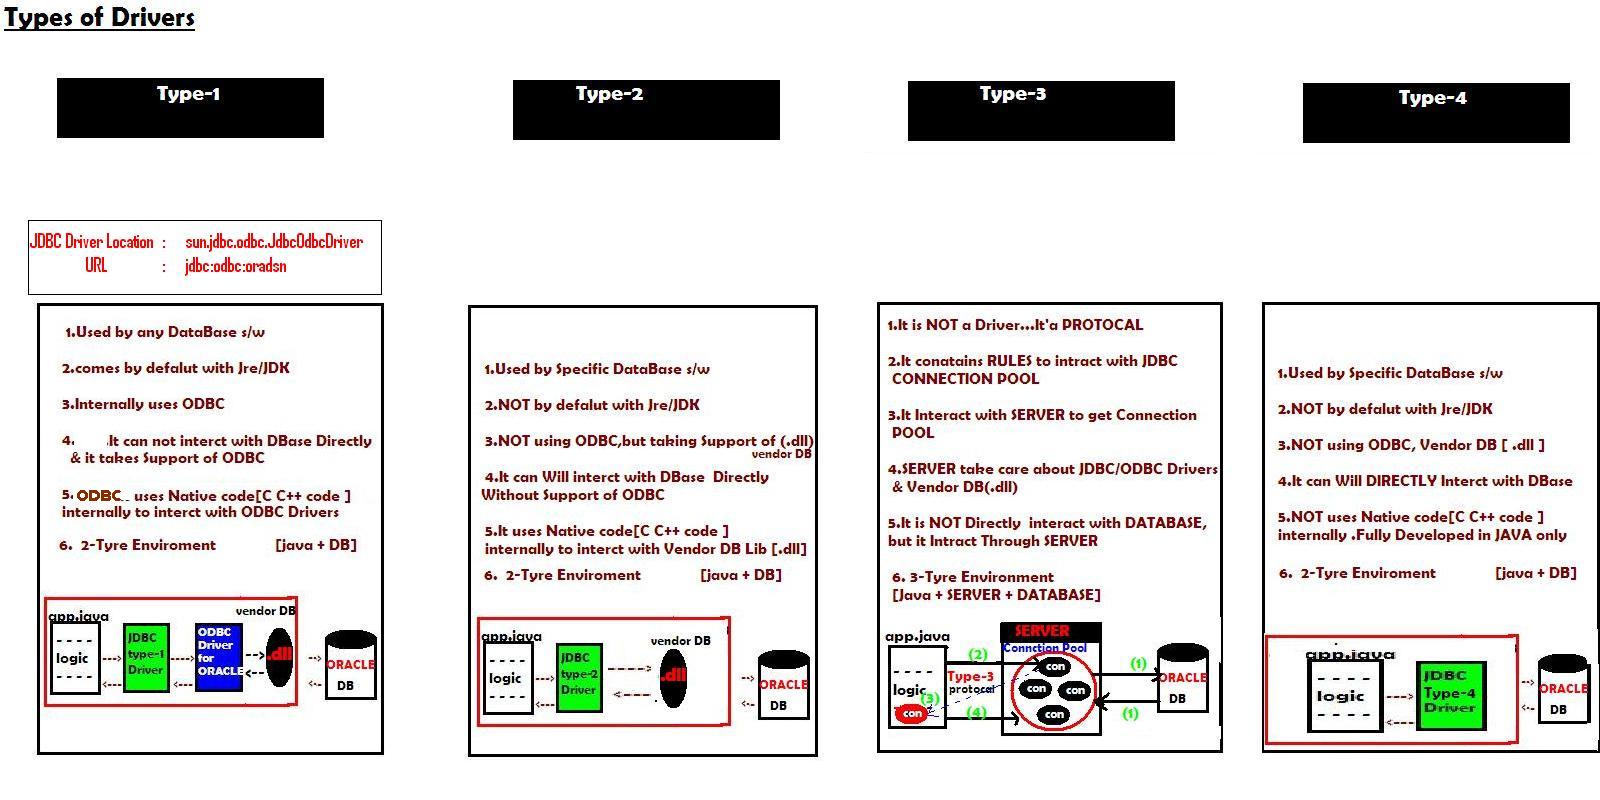 Types of Drivers
Type-1
Type-2
Type-3
Type-4
JDBC Driver Location : sun.jdbc.odbc.JdbcOdbcDriver
URL : jdbc:odbc:oradsn
1.Used by any DataBase s/w
2.comes by defalut with Jre/JDK
3.Internally uses ODBC
4. .It can not interct with DBase Directly
& it takes Support of ODBC
5. ODBC.. uses Native code[C C++ code ]
internally to interct with ODBC Drivers
6. 2-Tyre Enviroment [java + DB]
app.java
vendor DB
- - - -
logic
- - - -
JDBC
type-1
Driver
ODBC
Driver
for
ORACLE
.dll
ORACLE
DB
1.Used by Specific DataBase s/w
2.NOT by defalut with Jre/JDK
3.NOT using ODBC,but taking Support of (.dll)
vendor DB
4.It can Will interct with DBase Directly
Without Support of ODBC
5.It uses Native code[C C++ code ]
internally to interct with Vendor DB Lib [.dll]
6. 2-Tyre Enviroment [java + DB]
app.java
vendor DB
- - - -
logic
- - - -
JDBC
type-2
Driver
.dll
ORACLE
DB
1.It is NOT a Driver...It'a PROTOCAL
2.It conatains RULES to intract with JDBC
CONNECTION POOL
3.It Interact with SERVER to get Connection
POOL
4.SERVER take care about JDBC/ODBC Drivers
& Vendor DB(.dll)
5.It is NOT Directly interact with DATABASE,
but it Intract Through SERVER
6. 3-Tyre Environment
[Java + SERVER + DATABASE]
app.java
SERVER
Connction Pool
- - - -
logic
(2)
Type-3
protocal
(3)
con
(4)
con
con
con
con
(1)
(1)
ORACLE
DB
1.Used by Specific DataBase s/w
2.NOT by defalut with Jre/JDK
3.NOT using ODBC, Vendor DB [ .dll ]
4.It can Will DIRECTLY Interct with DBase
5.NOT uses Native code[C C++ code ]
internally .Fully Developed in JAVA only
6. 2-Tyre Enviroment [java + DB]
app.java
- - - -
logic
- - - -
JDBC
Type-4
Driver
ORACLE
DB